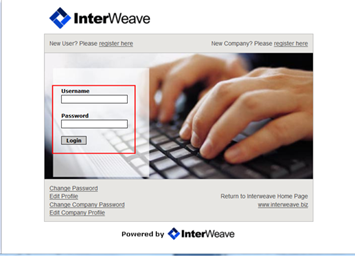 InterWeave
New User? Please register here
New Company? Please register here
Username
Password
Login
Change Password
Edit Profile
Change Company Password
Edit Company Profile
Return to Interweave Home Page
www.interweave.biz
Powered by InterWeave